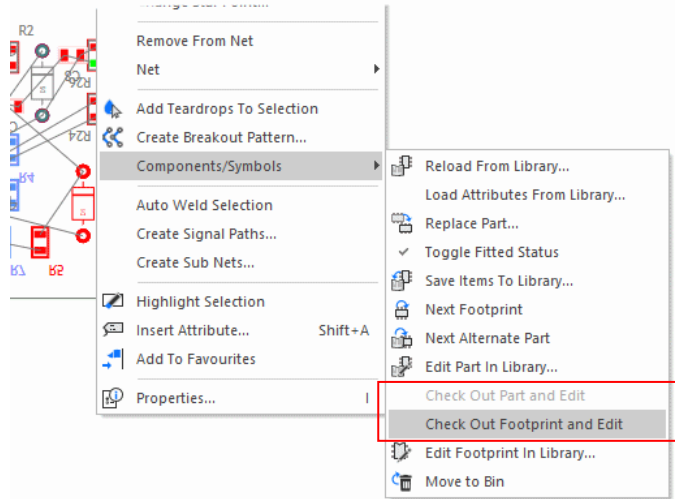 R2
Remove From Net
Net
Add Teardrops To Selection
Create Breakout Pattern...
Components/Symbols
Auto Weld Selection
Create Signal Paths...
Create Sub Nets...
Highlight Selection
Insert Attribute... Shift+A
Add To Favourites
Properties... I
Reload From Library...
Load Attributes From Library...
Replace Part...
Toggle Fitted Status
Save Items To Library...
Next Footprint
Next Alternate Part
Edit Part In Library...
Check Out Part and Edit
Check Out Footprint and Edit
Edit Footprint In Library...
Move to Bin
C8
R26
R24
R4
R7
R5